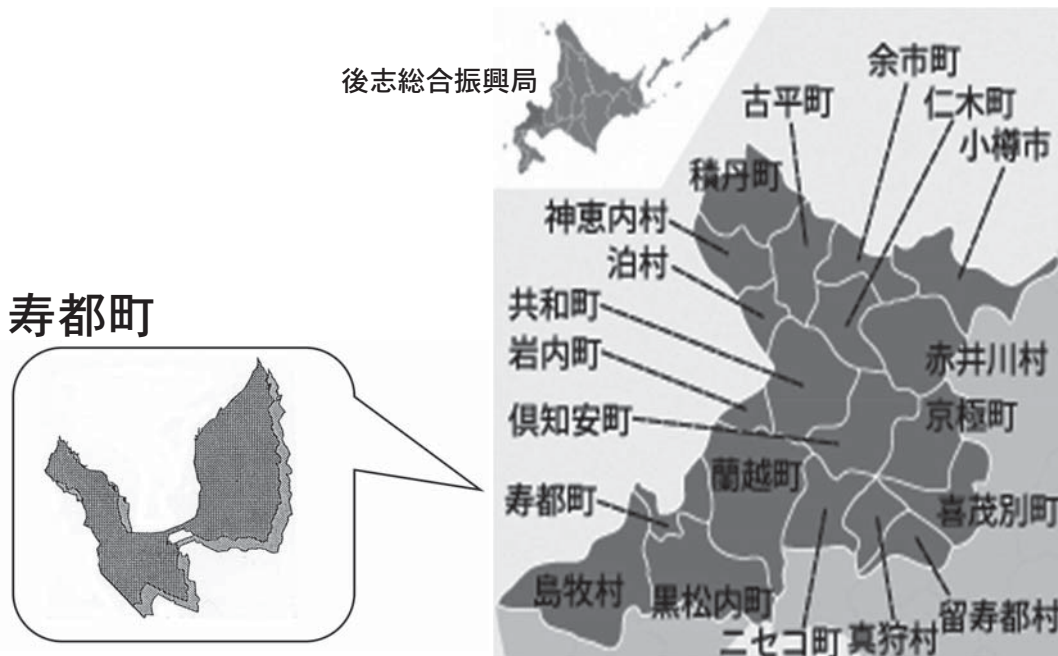 後志総合振興局
余市町
古平町
仁木町
小樽市
積丹町
神恵内村
泊村
寿都町
共和町
岩内町
赤井川村
倶知安町
京極町
蘭越町
寿都町
喜茂別町
島牧村
黒松内町
留寿都村
ニセコ町
真狩村